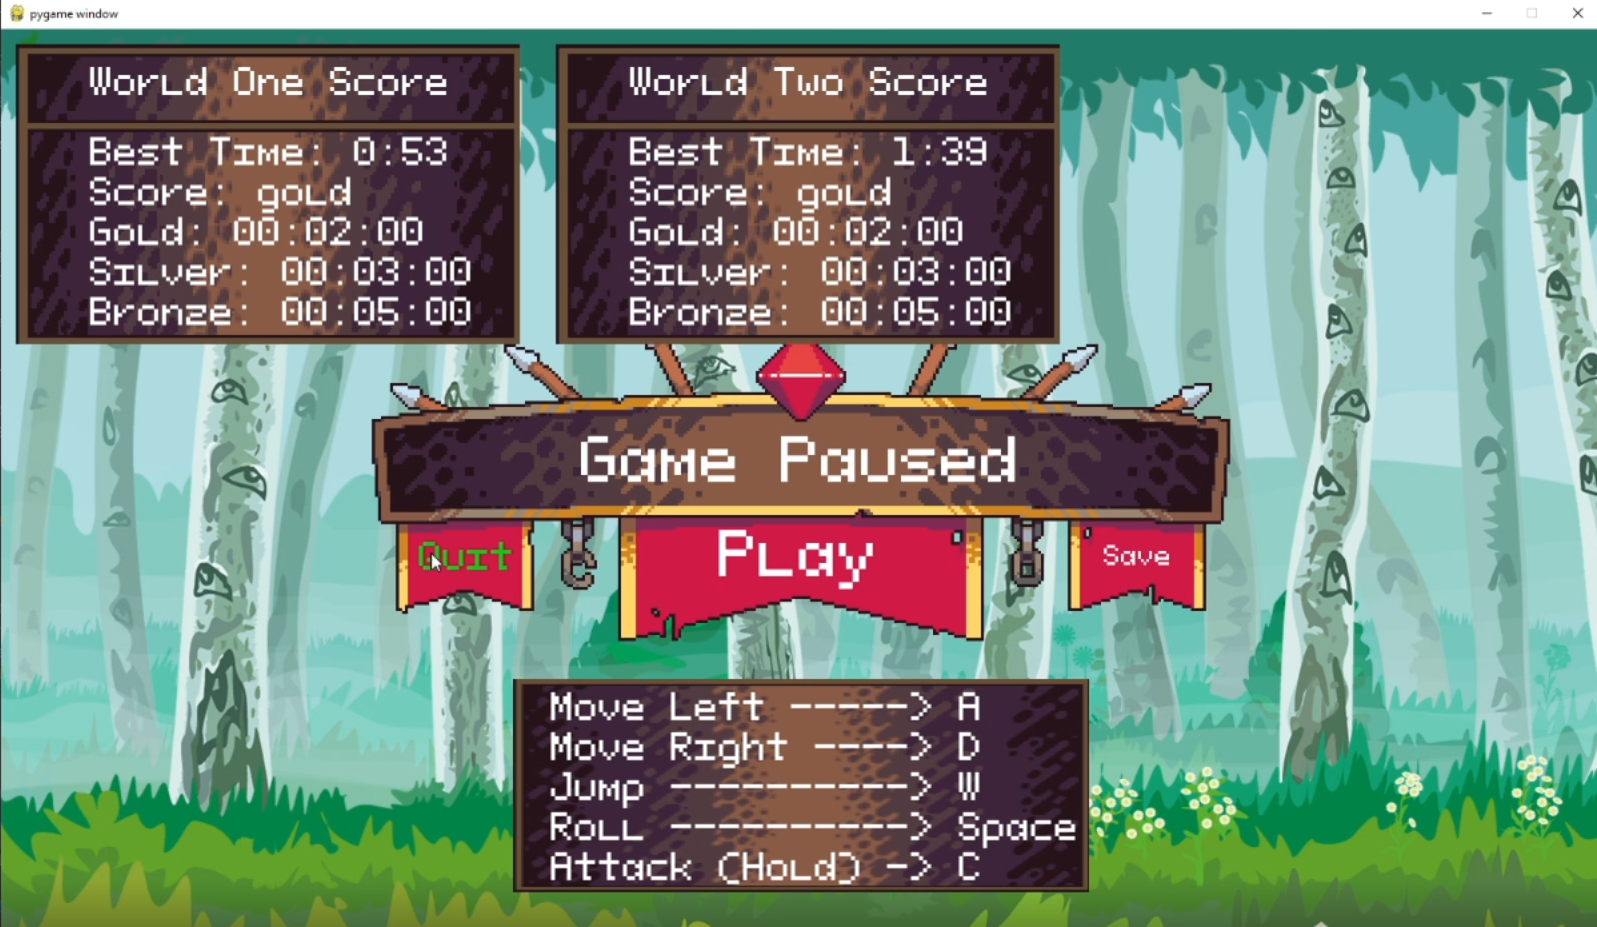 pygame window
World One Score
Best Time: 0:53
Score: gold
Gold: 00:02:00
Silver: 00:03:00
Bronze: 00:05:00
World Two Score
Best Time: 1:39
Score: gold
Gold: 00:02:00
Silver: 00:03:00
Bronze: 00:05:00
Game Paused
Quit
Play
Save
Move Left -----> A
Move Right ----> D
Jump ----------> W
Roll ----------> Space
Attack (Hold) -> C